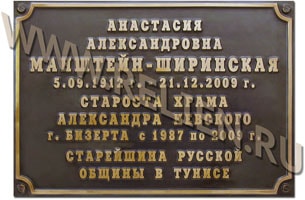 АНАСТАСИЯ
АЛЕКСАНДРОВНА
МАНШТЕЙН-ШИРИНСКАЯ
5.09.1912 г. - 21.12.2009 г.
СТАРОСТА ХРАМА
АЛЕКСАНДРА НЕВСКОГО
г. БИЗЕРТА с 1987 по 2009 г.
СТАРЕЙШИНА РУССКОЙ
ОБЩИНЫ В ТУНИСЕ